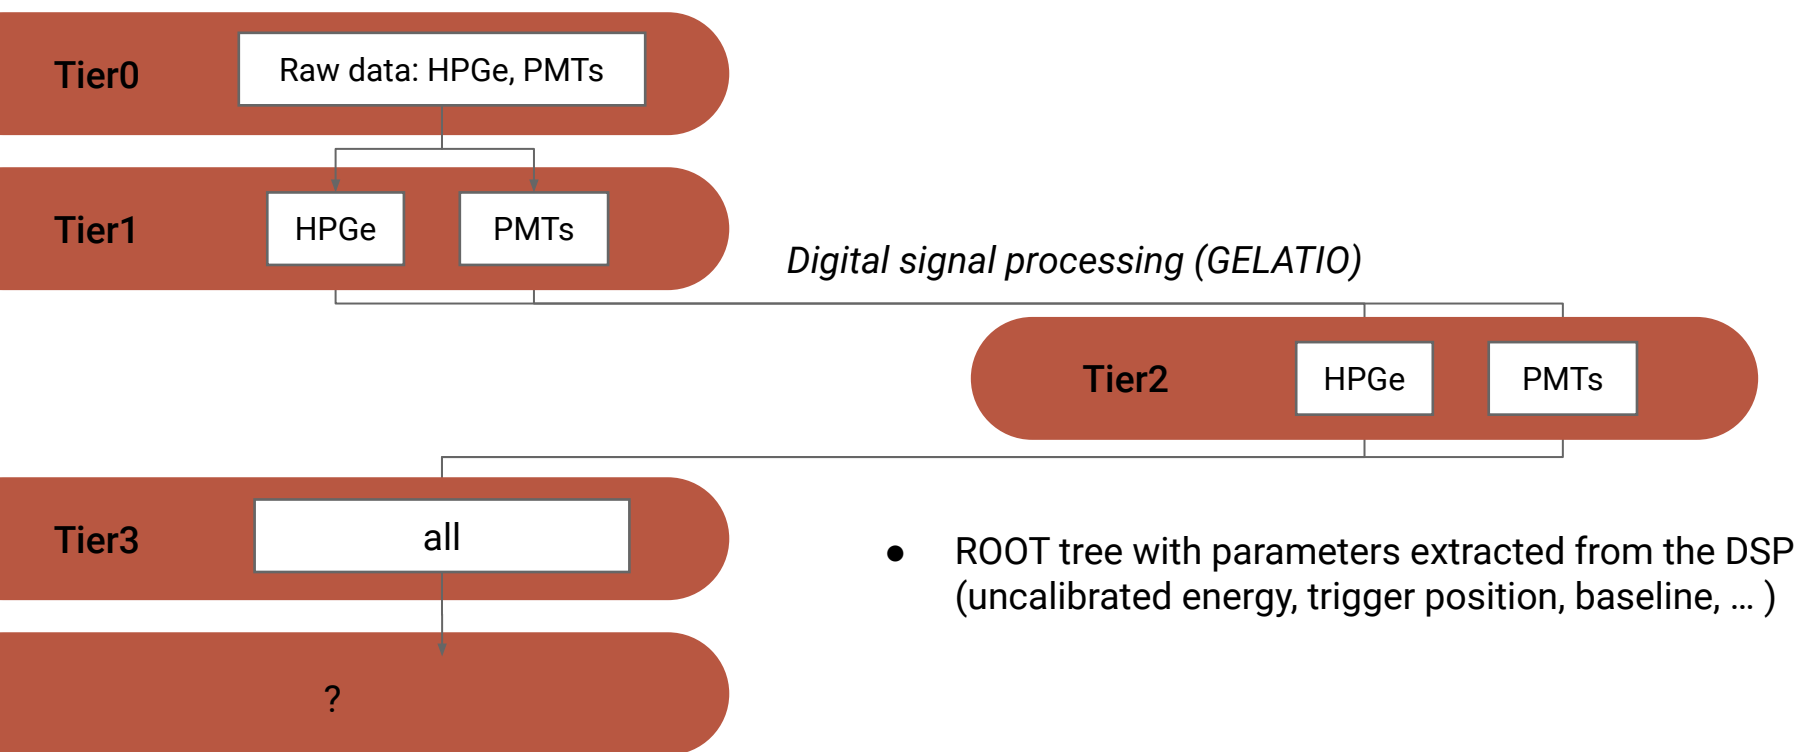 Tier0
Raw data: HPGe, PMTs
Tier1
HPGe
PMTs
Digital signal processing (GELATIO)
Tier2
HPGe
PMTs
Tier3
all
● ROOT tree with parameters extracted from the DSP
(uncalibrated energy, trigger position, baseline, … )
?